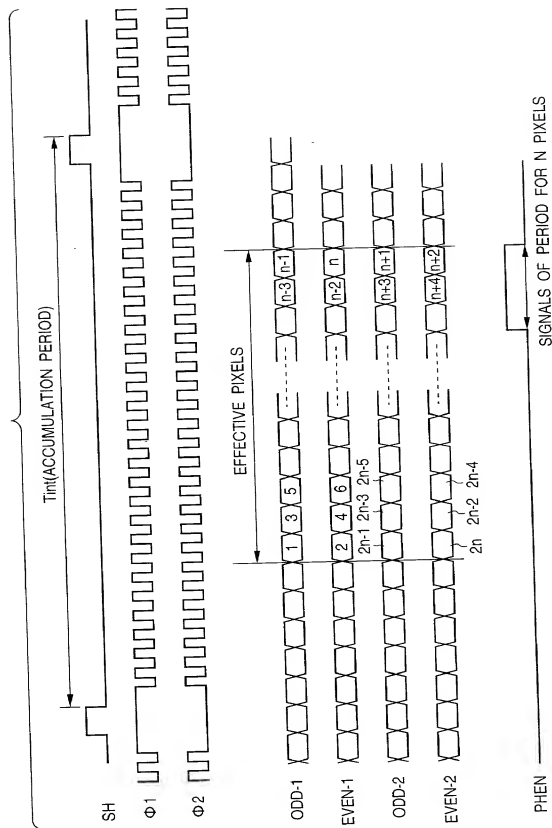 Tint(ACCUMULATION PERIOD)
SH
Φ1
Φ2
EFFECTIVE PIXELS
ODD-1 1 3 5 n-3 n-1
EVEN-1 2 4 6 n-2 n
2n-1 2n-3 2n-5
ODD-2 n+3 n+1
EVEN-2 n+4 n+2
2n 2n-2 2n-4
PHEN
SIGNALS OF PERIOD FOR N PIXELS